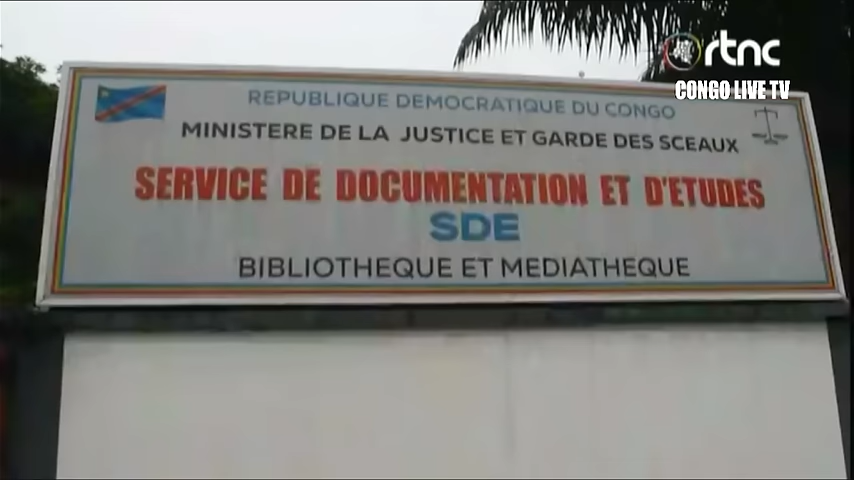 rtnc
CONGO LIVE TV
REPUBLIQUE DEMOCRATIQUE DU CONGO
MINISTERE DE LA JUSTICE ET GARDE DES SCEAUX
SERVICE DE DOCUMENTATION ET D'ETUDES
SDE
BIBLIOTHEQUE ET MEDIATHEQUE